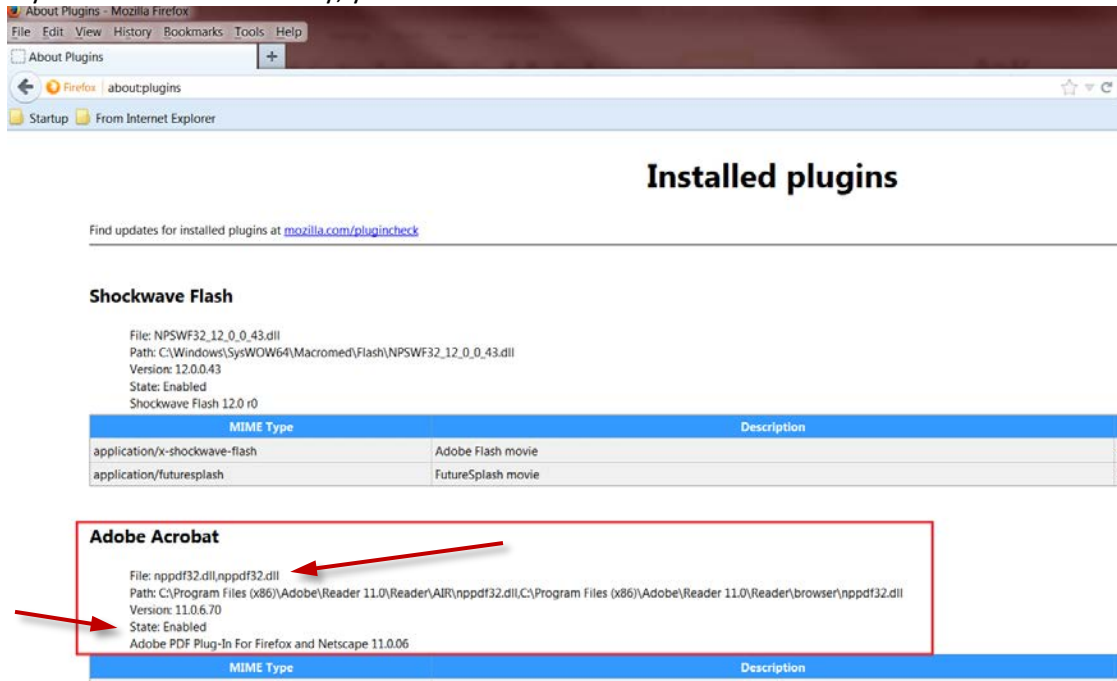 About Plugins - Mozilla Firefox
File Edit View History Bookmarks Tools Help
About Plugins +
Firefox about:plugins
Startup From Internet Explorer
Installed plugins
Find updates for installed plugins at mozilla.com/plugincheck
Shockwave Flash
File: NPSWF32_12_0_0_43.dll
Path: C:\Windows\SysWOW64\Macromed\Flash\NPSWF32_12_0_0_43.dll
Version: 12.0.0.43
State: Enabled
Shockwave Flash 12.0 r0
MIME Type Description
application/x-shockwave-flash Adobe Flash movie
application/futuresplash FutureSplash movie
Adobe Acrobat
File: nppdf32.dll,nppdf32.dll
Path: C:\Program Files (x86)\Adobe\Reader 11.0\Reader\AIR\nppdf32.dll,C:\Program Files (x86)\Adobe\Reader 11.0\Reader\browser\nppdf32.dll
Version: 11.0.6.70
State: Enabled
Adobe PDF Plug-In For Firefox and Netscape 11.0.06
MIME Type Description